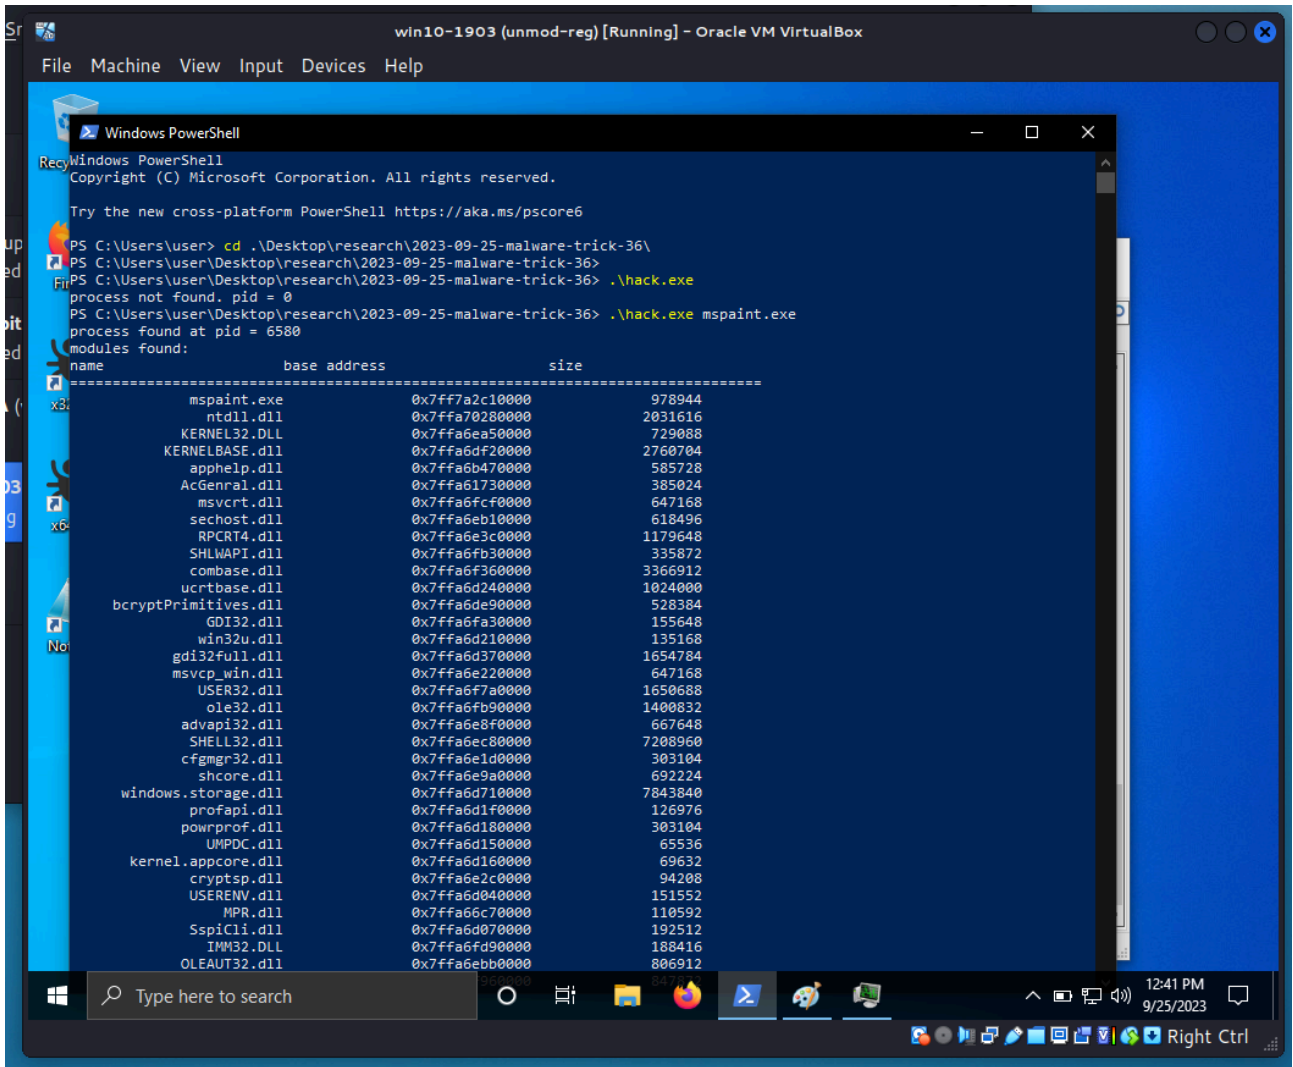 win10-1903 (unmod-reg) [Running] - Oracle VM VirtualBox
File Machine View Input Devices Help
Windows PowerShell
Windows PowerShell
Copyright (C) Microsoft Corporation. All rights reserved.
Try the new cross-platform PowerShell https://aka.ms/pscore6
PS C:\Users\user> cd .\Desktop\research\2023-09-25-malware-trick-36\
PS C:\Users\user\Desktop\research\2023-09-25-malware-trick-36>
PS C:\Users\user\Desktop\research\2023-09-25-malware-trick-36> .\hack.exe
process not found. pid = 0
PS C:\Users\user\Desktop\research\2023-09-25-malware-trick-36> .\hack.exe mspaint.exe
process found at pid = 6580
modules found:
name base address size
=================================================================================
mspaint.exe 0x7ff7a2c10000 978944
ntdll.dll 0x7ffa70280000 2031616
KERNEL32.DLL 0x7ffa6ea50000 729088
KERNELBASE.dll 0x7ffa6df20000 2760704
apphelp.dll 0x7ffa6b470000 585728
AcGenral.dll 0x7ffa61730000 385024
msvcrt.dll 0x7ffa6fcf0000 647168
sechost.dll 0x7ffa6eb10000 618496
RPCRT4.dll 0x7ffa6e3c0000 1179648
SHLWAPI.dll 0x7ffa6fb30000 335872
combase.dll 0x7ffa6f360000 3366912
ucrtbase.dll 0x7ffa6d240000 1024000
bcryptPrimitives.dll 0x7ffa6de90000 528384
GDI32.dll 0x7ffa6fa30000 155648
win32u.dll 0x7ffa6d210000 135168
gdi32full.dll 0x7ffa6d370000 1654784
msvcp_win.dll 0x7ffa6e220000 647168
USER32.dll 0x7ffa6f7a0000 1650688
ole32.dll 0x7ffa6fb90000 1400832
advapi32.dll 0x7ffa6e8f0000 667648
SHELL32.dll 0x7ffa6ec80000 7208960
cfgmgr32.dll 0x7ffa6e1d0000 303104
shcore.dll 0x7ffa6e9a0000 692224
windows.storage.dll 0x7ffa6d710000 7843840
profapi.dll 0x7ffa6d1f0000 126976
powrprof.dll 0x7ffa6d180000 303104
UMPDC.dll 0x7ffa6d150000 65536
kernel.appcore.dll 0x7ffa6d160000 69632
cryptsp.dll 0x7ffa6e2c0000 94208
USERENV.dll 0x7ffa6d040000 151552
MPR.dll 0x7ffa66c70000 110592
SspiCli.dll 0x7ffa6d070000 192512
IMM32.DLL 0x7ffa6fd90000 188416
OLEAUT32.dll 0x7ffa6ebb0000 806912
Type here to search
12:41 PM
9/25/2023
Right Ctrl